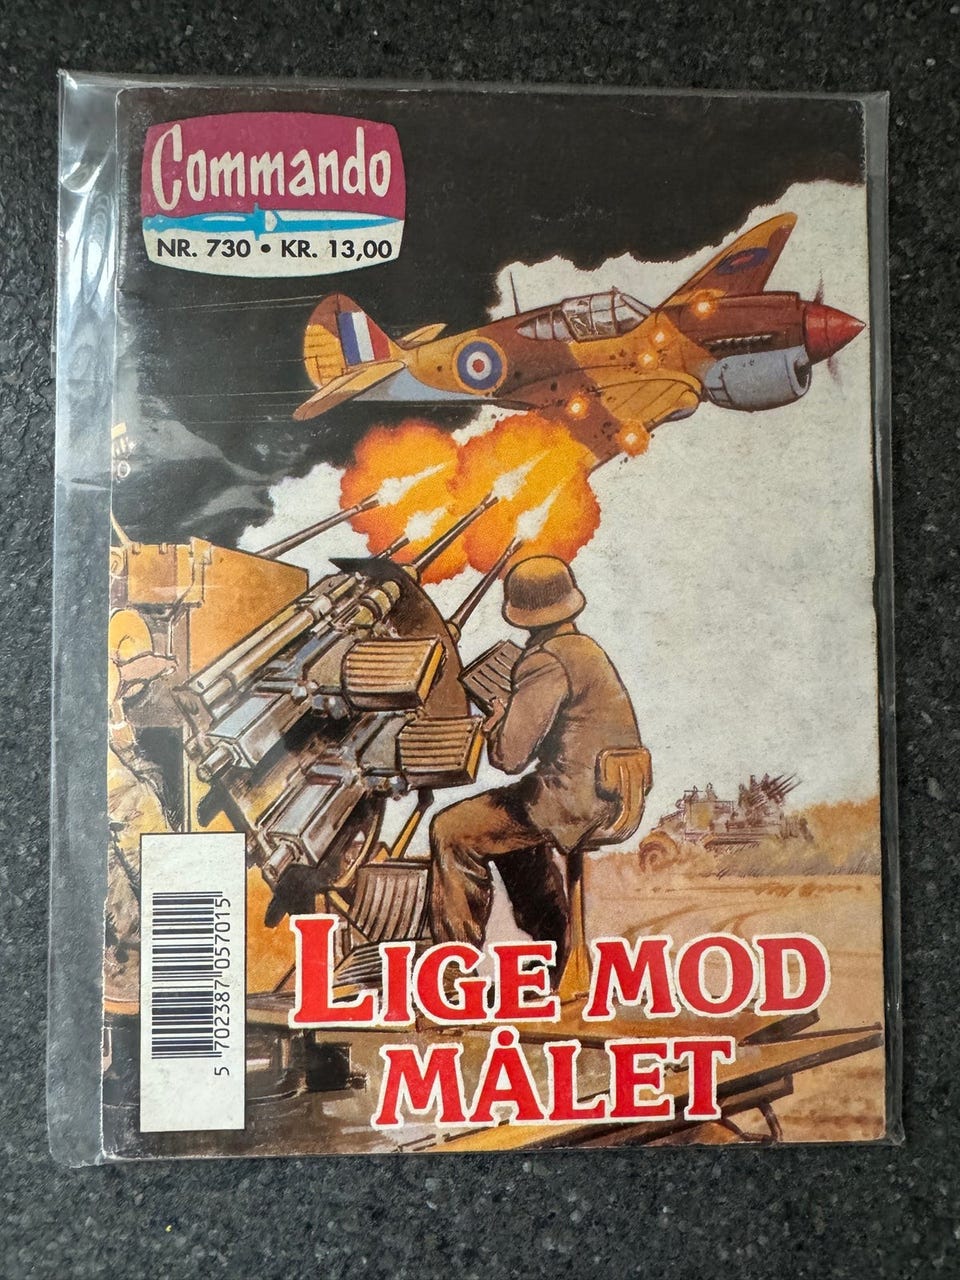 Commando
NR. 730 • KR. 13,00
LIGE MOD
MÅLET
5 702387 057015